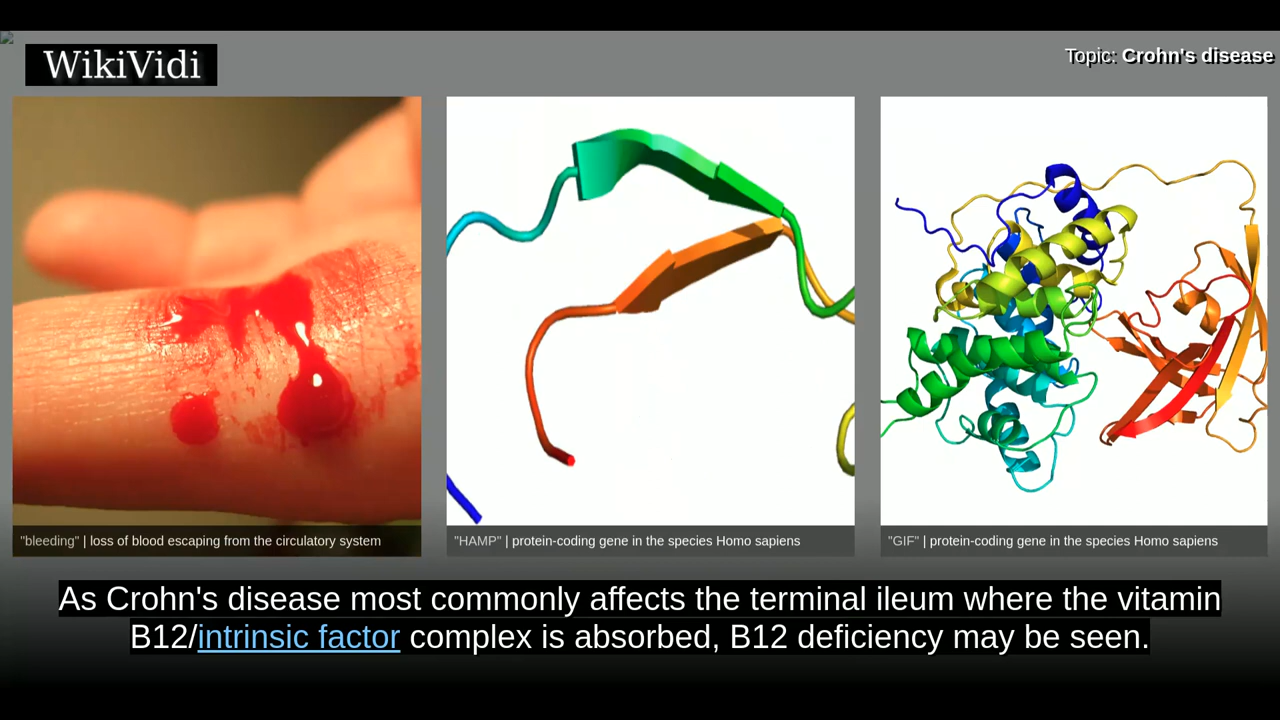 WikiVidi
Topic: Crohn's disease
"bleeding" | loss of blood escaping from the circulatory system
"HAMP" | protein-coding gene in the species Homo sapiens
"GIF" | protein-coding gene in the species Homo sapiens
As Crohn's disease most commonly affects the terminal ileum where the vitamin
B12/intrinsic factor complex is absorbed, B12 deficiency may be seen.